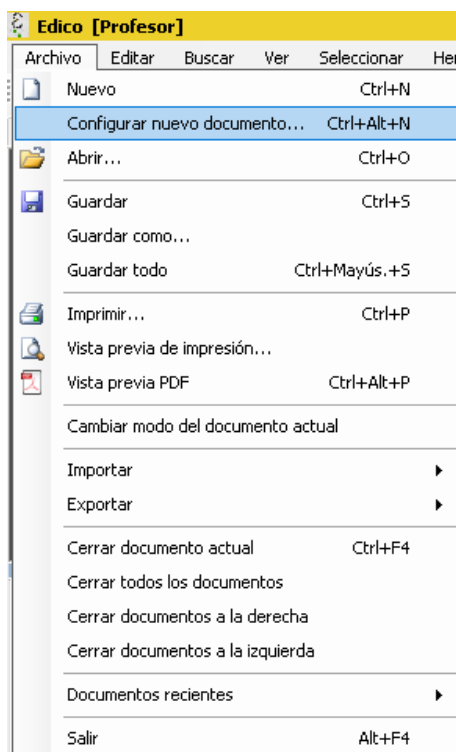 Edico [Profesor]
Archivo Editar Buscar Ver Seleccionar Her
Nuevo Ctrl+N
Configurar nuevo documento... Ctrl+Alt+N
Abrir... Ctrl+O
Guardar Ctrl+S
Guardar como...
Guardar todo Ctrl+Mayús.+S
Imprimir... Ctrl+P
Vista previa de impresión...
Vista previa PDF Ctrl+Alt+P
Cambiar modo del documento actual
Importar
Exportar
Cerrar documento actual Ctrl+F4
Cerrar todos los documentos
Cerrar documentos a la derecha
Cerrar documentos a la izquierda
Documentos recientes
Salir Alt+F4